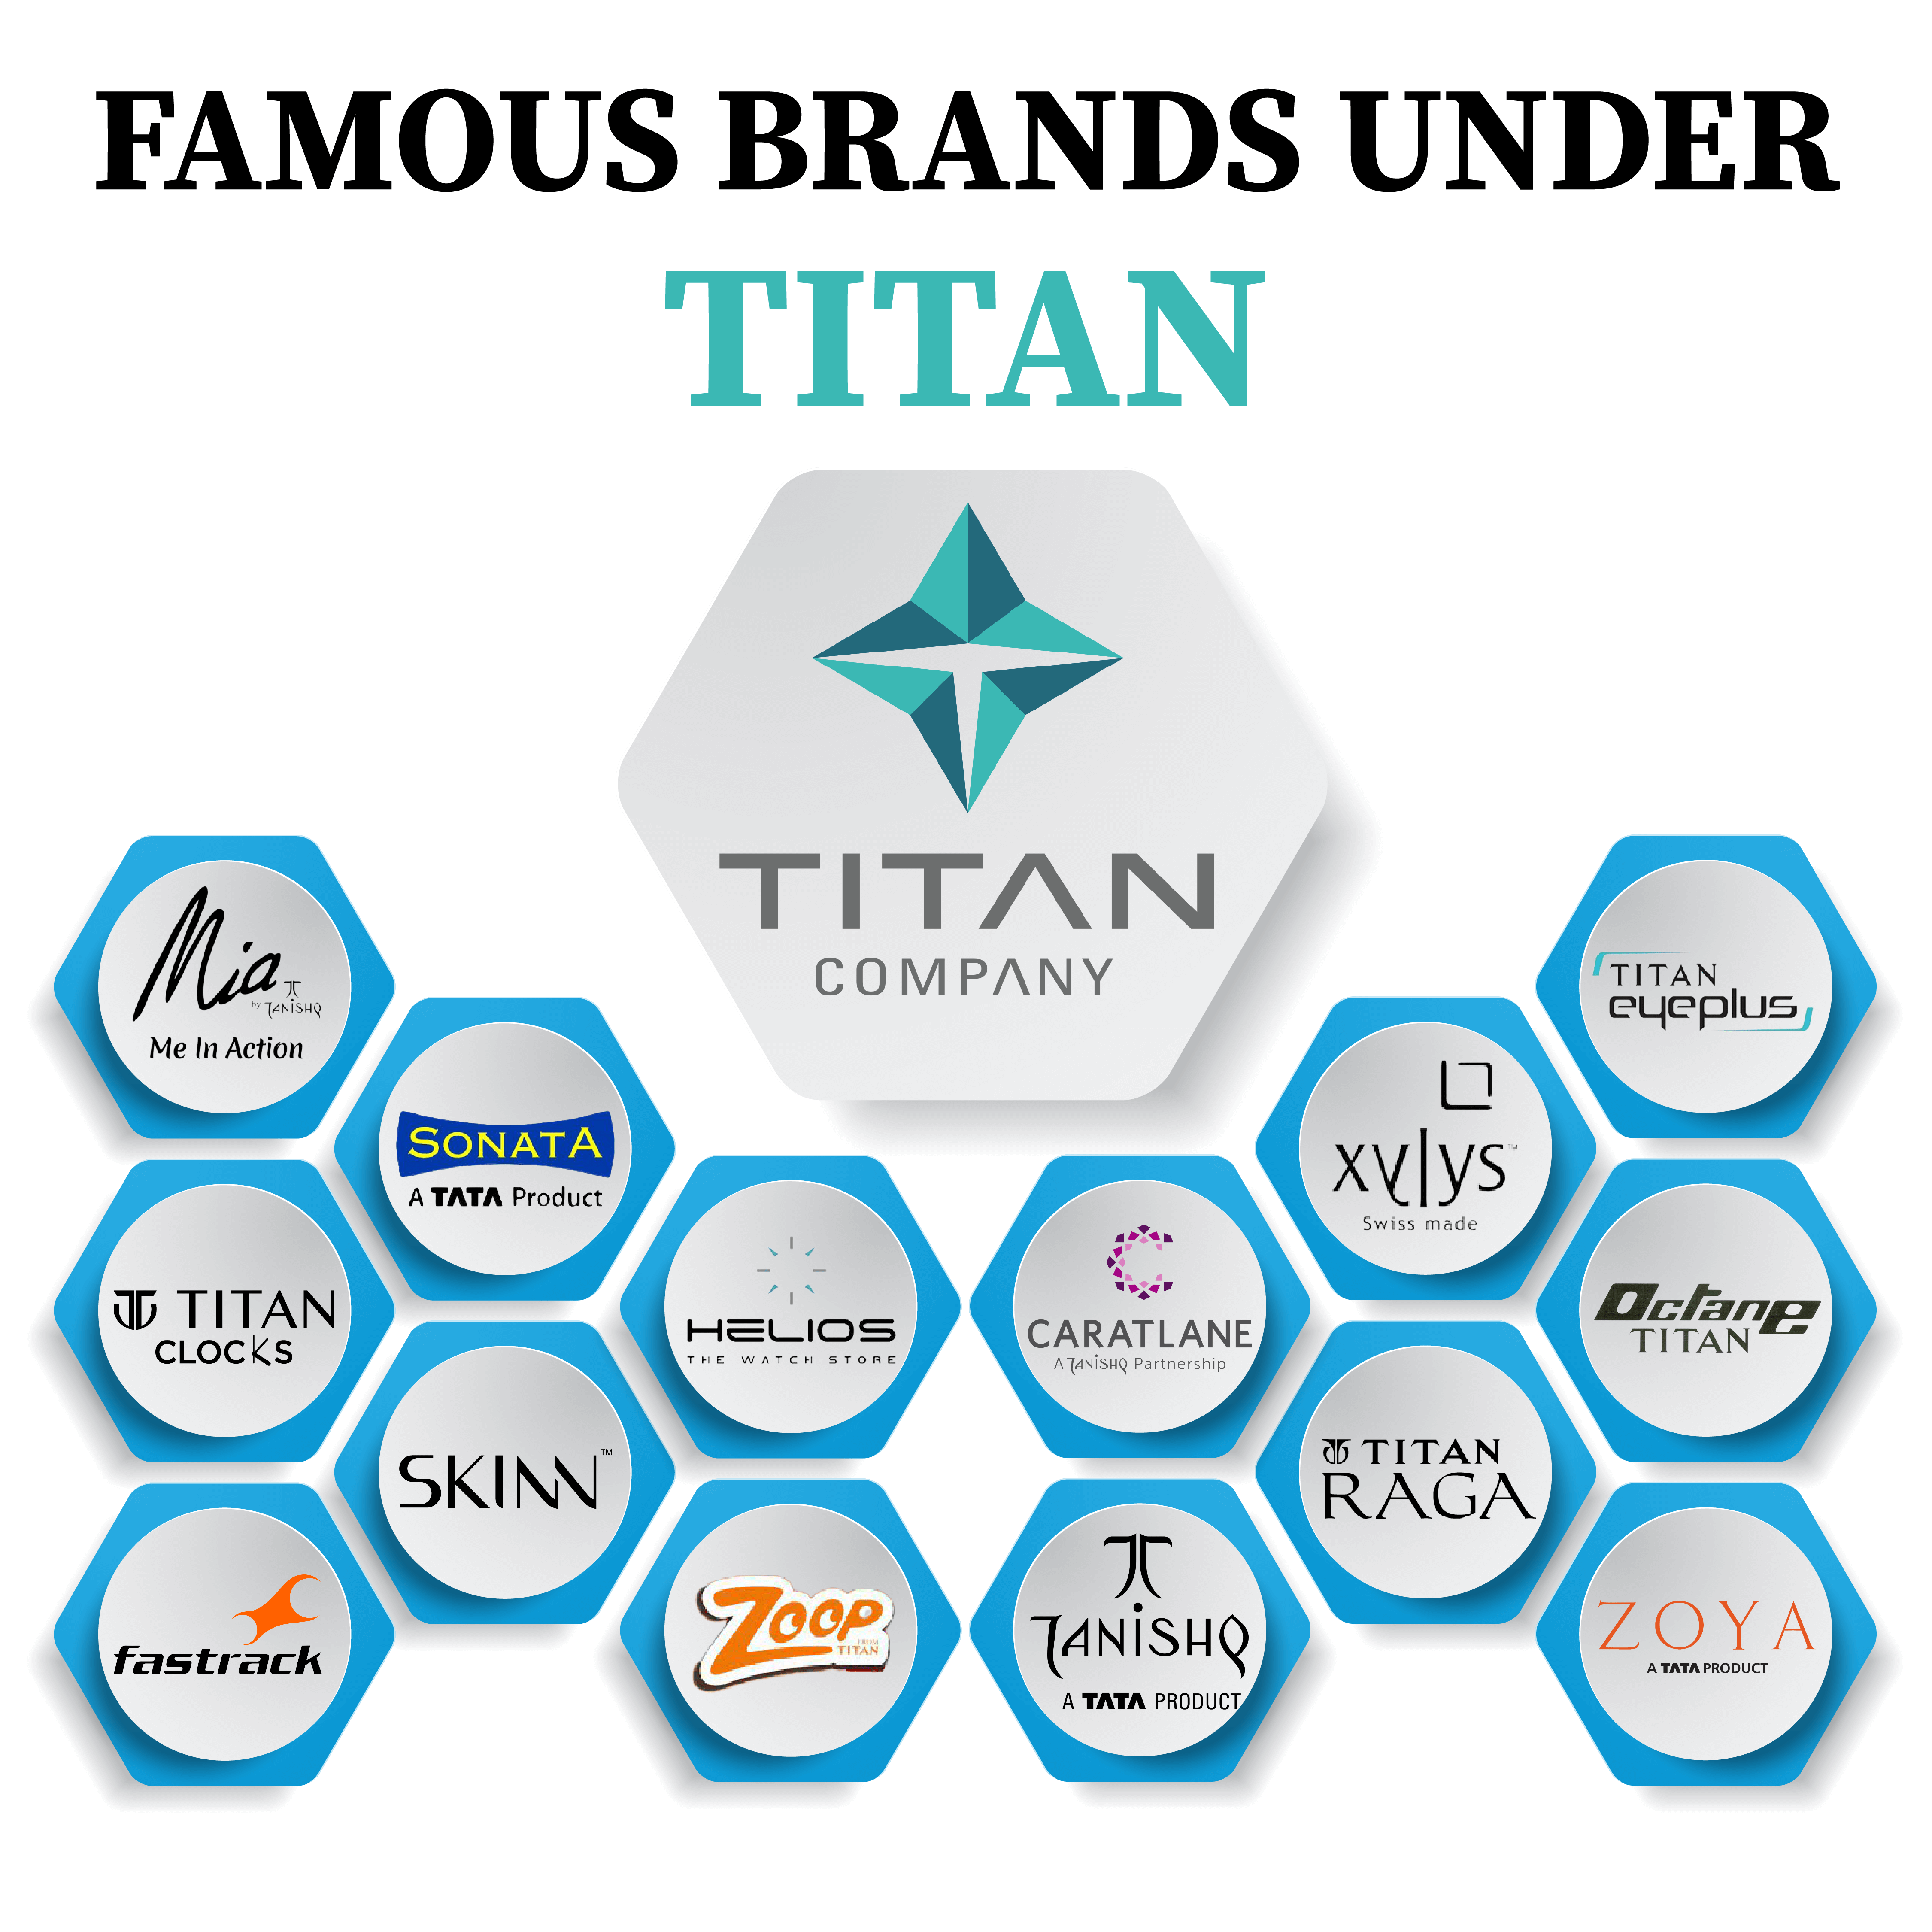 FAMOUS BRANDS UNDER
TITAN
TITAN
COMPANY
Mia
by TANiSHQ
Me In Action
TITAN
eyeplus
SONATA
A TATA Product
xylys™
Swiss made
TITAN
CLOCKS
HELIOS
THE WATCH STORE
CARATLANE
A TANiSHQ Partnership
Octane
TITAN
SKINN™
TITAN
RAGA
fastrack
ZOOP
FROM
TITAN
TANiSHQ
A TATA PRODUCT
ZOYA
A TATA PRODUCT